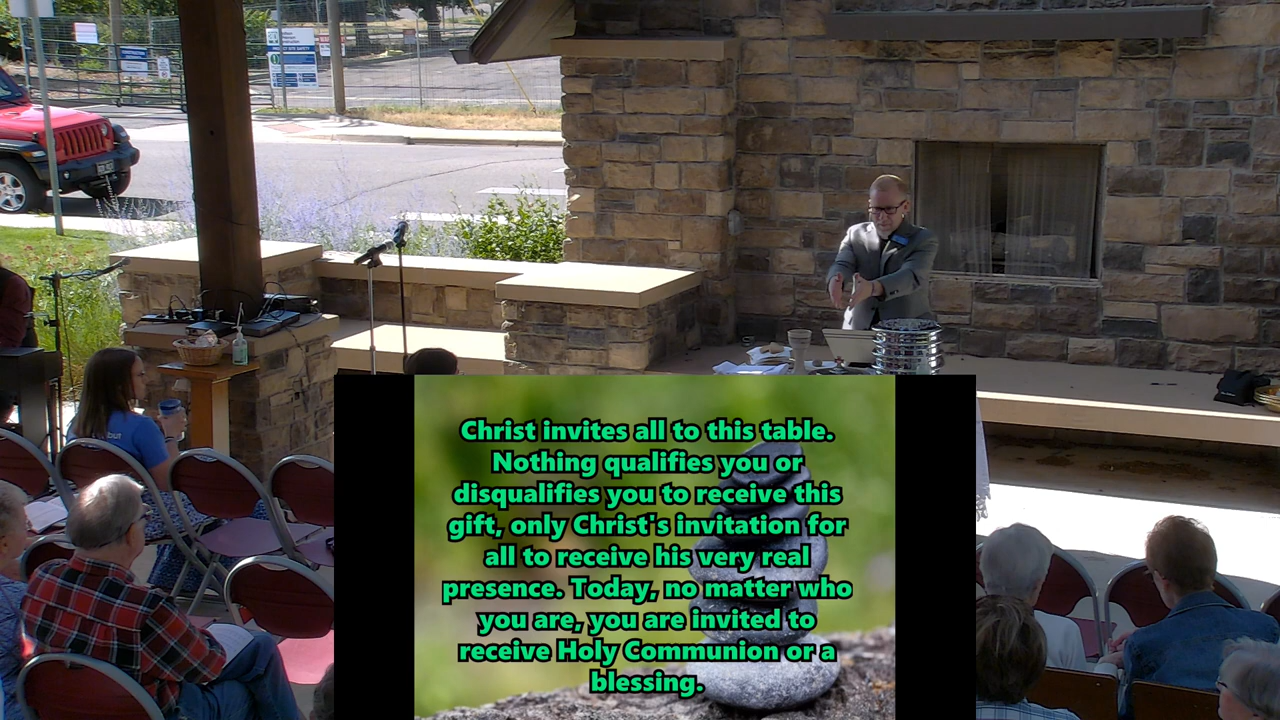 Christ invites all to this table.
Nothing qualifies you or
disqualifies you to receive this
gift, only Christ's invitation for
all to receive his very real
presence. Today, no matter who
you are, you are invited to
receive Holy Communion or a
blessing.